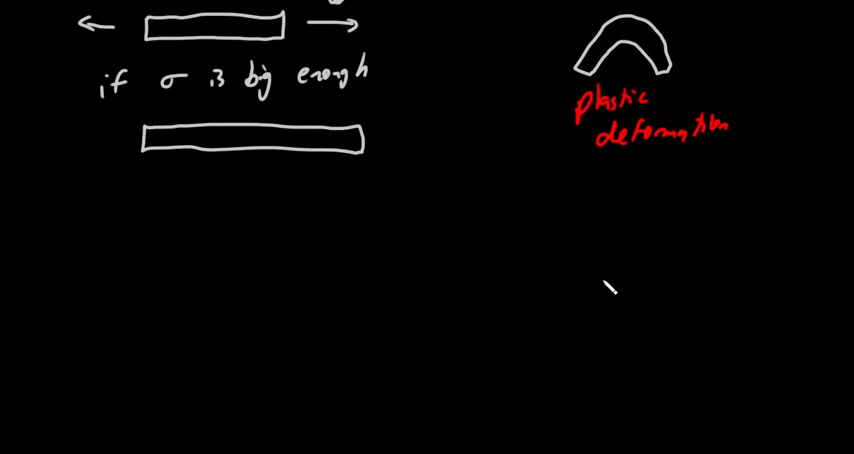 if σ is big enough
plastic
deformation